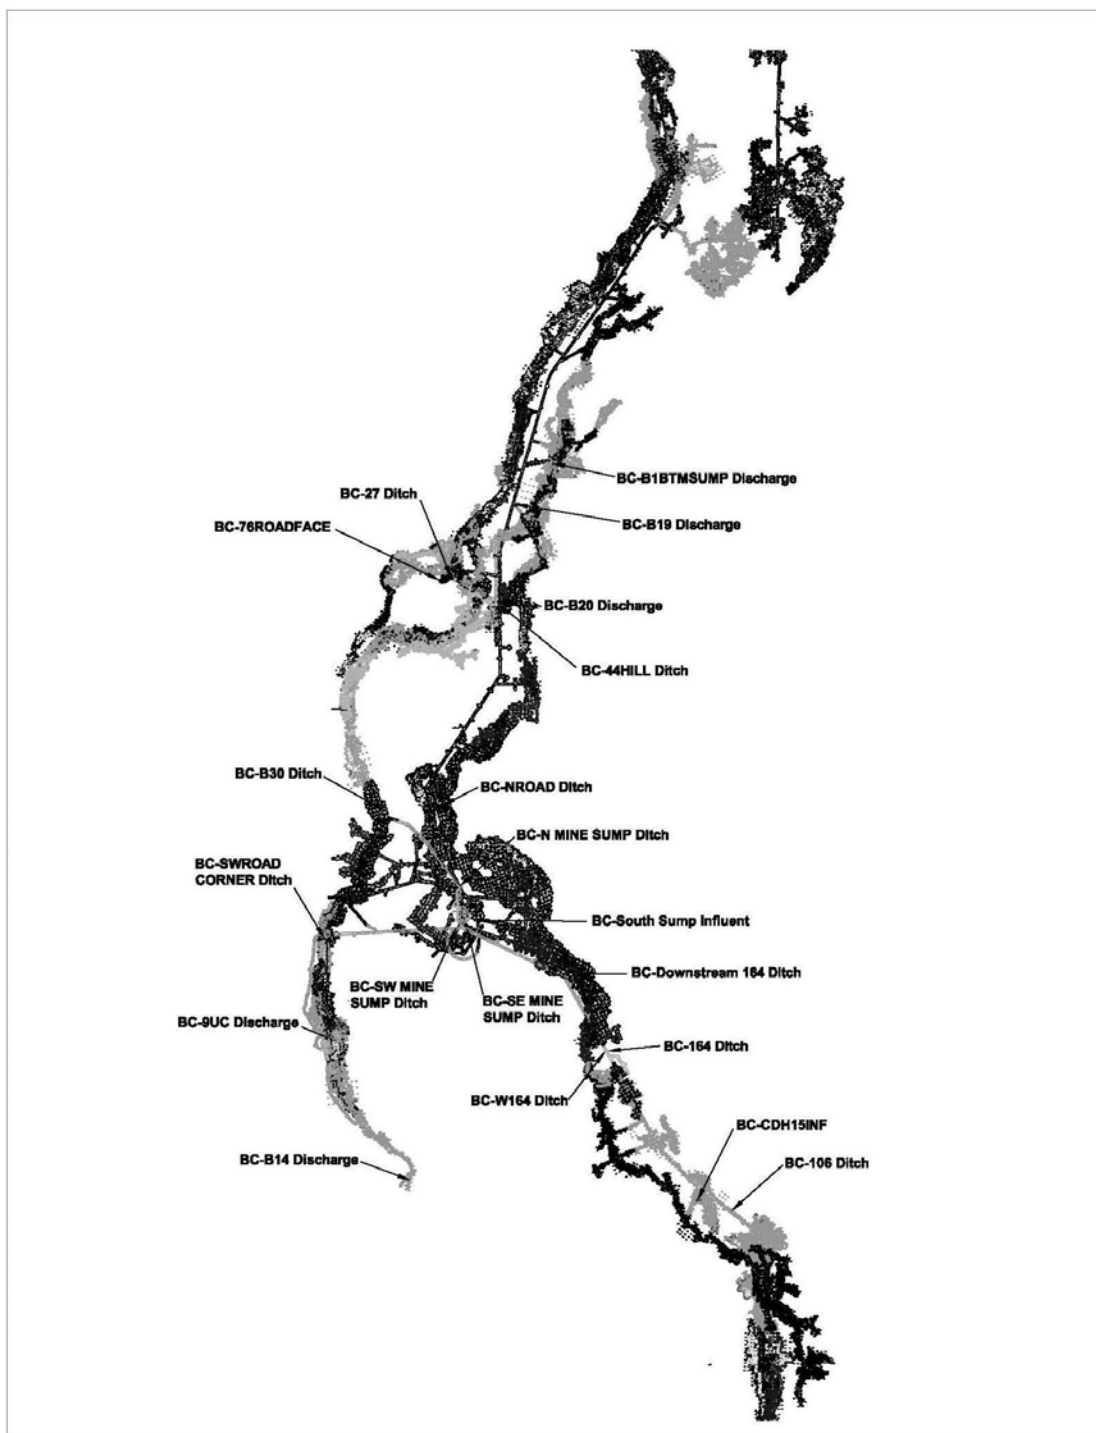 BC-B1BTMSUMP Discharge
BC-27 Ditch
BC-76ROADFACE
BC-B19 Discharge
BC-B20 Discharge
BC-44HILL Ditch
BC-B30 Ditch
BC-NROAD Ditch
BC-N MINE SUMP Ditch
BC-SWROAD
CORNER Ditch
BC-South Sump Influent
BC-Downstream 164 Ditch
BC-SW MINE
SUMP Ditch
BC-SE MINE
SUMP Ditch
BC-9UC Discharge
BC-164 Ditch
BC-W164 Ditch
BC-CDH15INF
BC-B14 Discharge
BC-106 Ditch